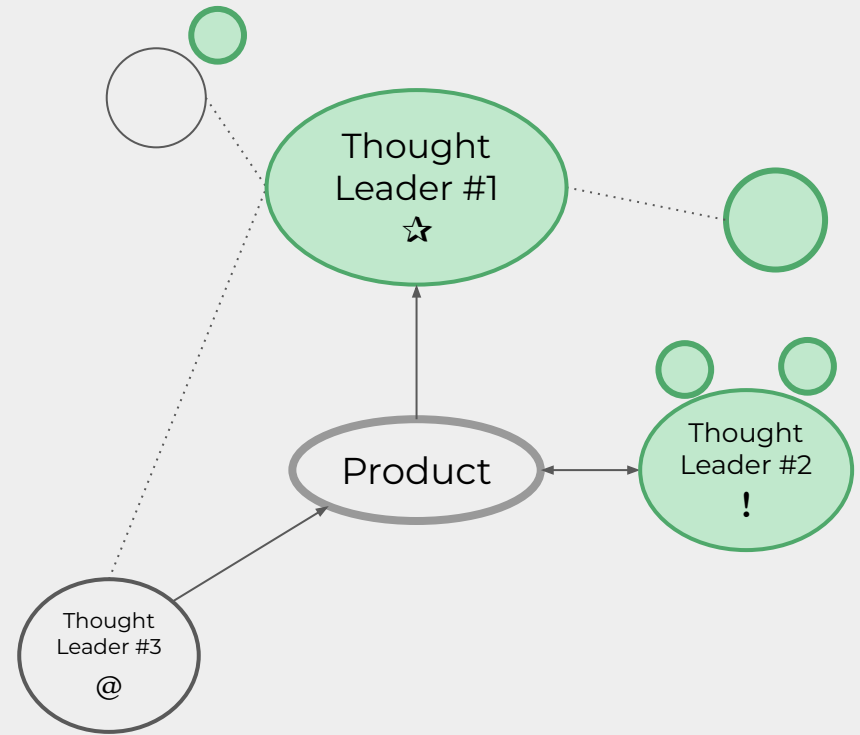 Thought
Leader #1
☆
Thought
Leader #2
!
Product
Thought
Leader #3
@